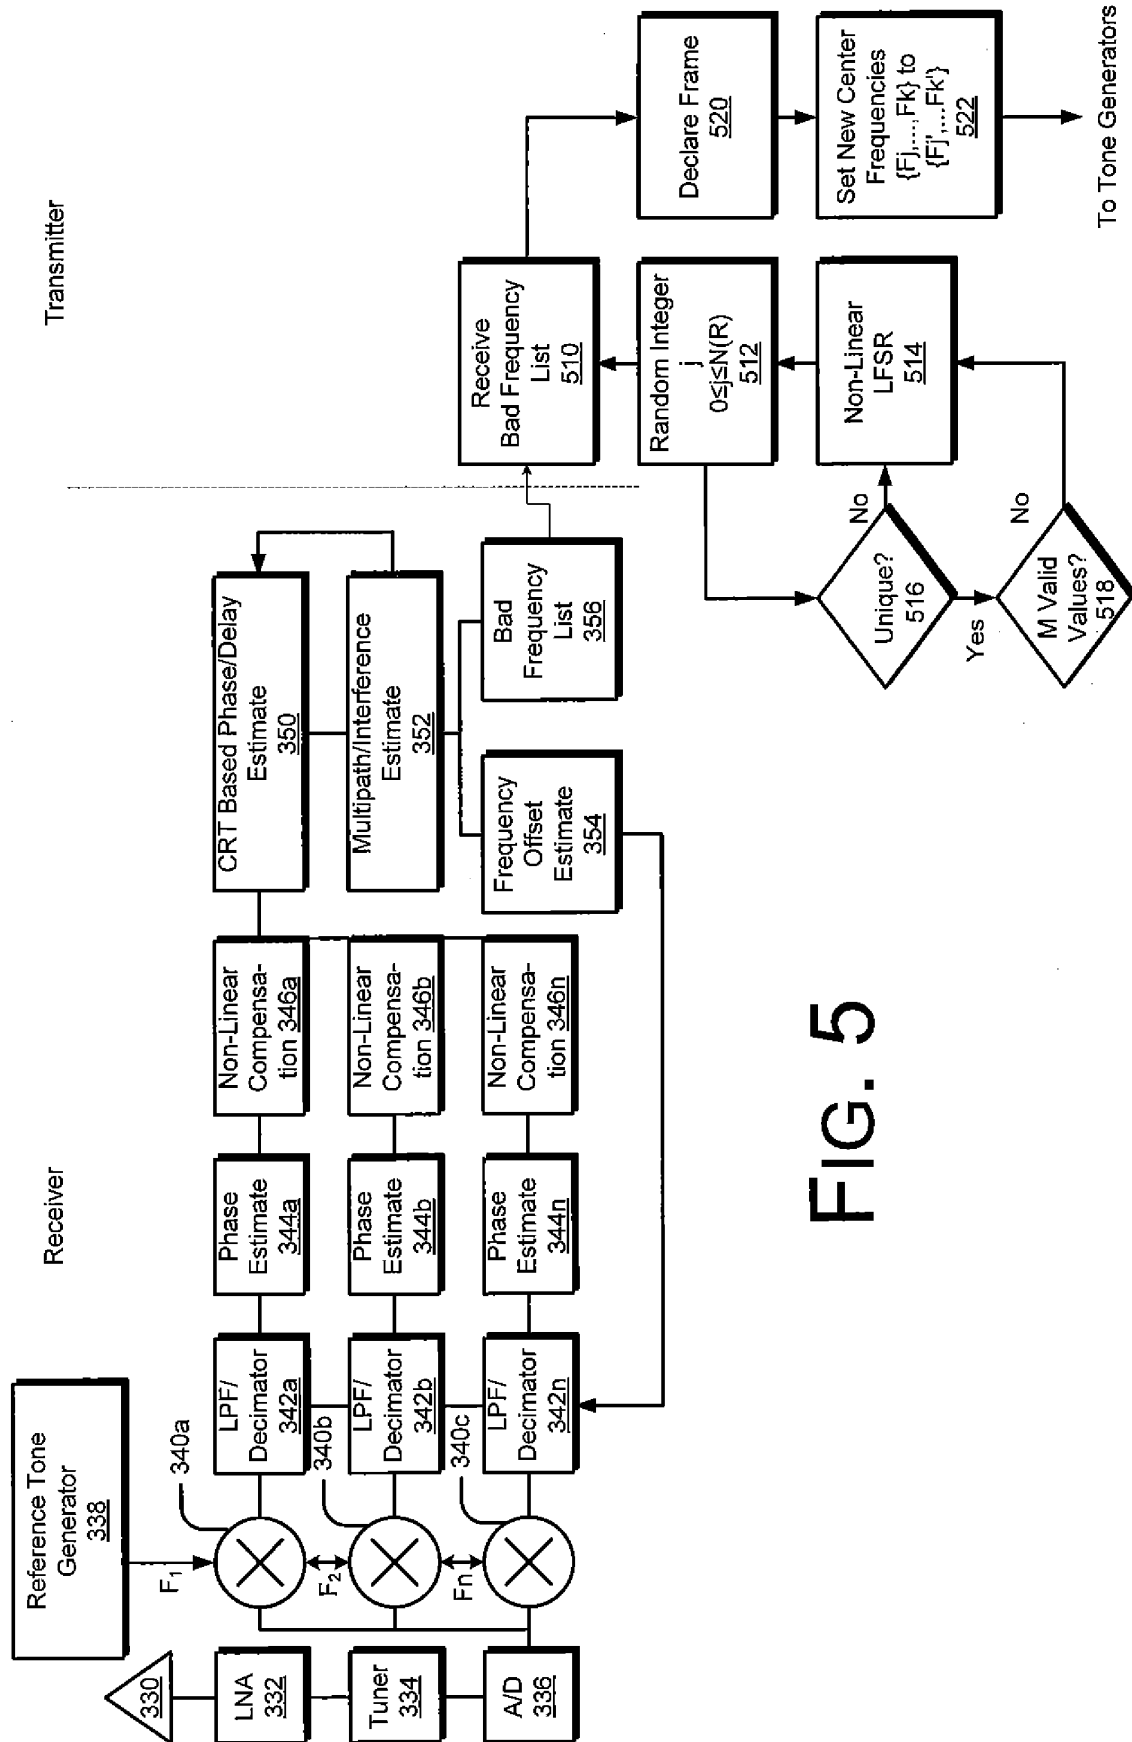 Receiver
Transmitter
330
LNA
332
Tuner
334
A/D
336
Reference Tone
Generator
338
F1
F2
Fn
340a
340b
340c
LPF/
Decimator
342a
LPF/
Decimator
342b
LPF/
Decimator
342n
Phase
Estimate
344a
Phase
Estimate
344b
Phase
Estimate
344n
Non-Linear
Compensa-
tion 346a
Non-Linear
Compensa-
tion 346b
Non-Linear
Compensa-
tion 346n
CRT Based Phase/Delay
Estimate
350
Multipath/Interference
Estimate
352
Frequency
Offset
Estimate
354
Bad
Frequency
List
356
Receive
Bad Frequency
List
510
Random Integer
j
0≤j≤N(R)
512
Non-Linear
LFSR
514
Unique?
516
No
Yes
M Valid
Values?
518
No
Declare Frame
520
Set New Center
Frequencies
{Fj,...,Fk} to
{Fj',...Fk'}
522
To Tone Generators
FIG. 5